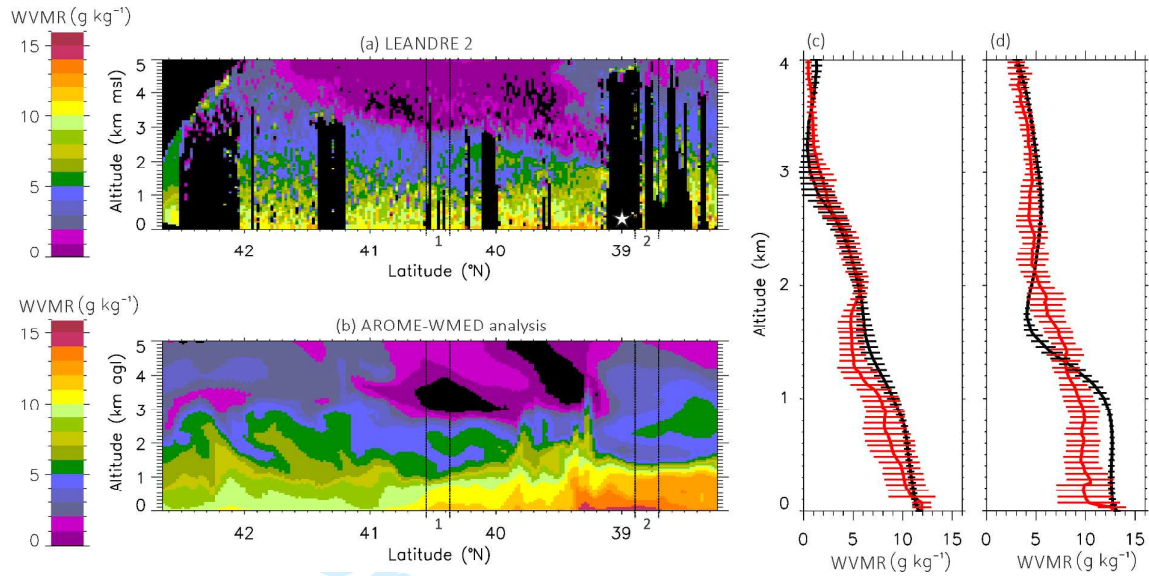 WVMR (g kg⁻¹)
15
10
5
0
(a) LEANDRE 2
Altitude (km msl)
5
4
3
2
1
0
42
41
40
39
1
2
Latitude (°N)
WVMR (g kg⁻¹)
15
10
5
0
(b) AROME-WMED analysis
Altitude (km agl)
5
4
3
2
1
0
42
41
40
39
1
2
Latitude (°N)
(c)
Altitude (km)
4
3
2
1
0
0 5 10 15
WVMR (g kg⁻¹)
(d)
0 5 10 15
WVMR (g kg⁻¹)